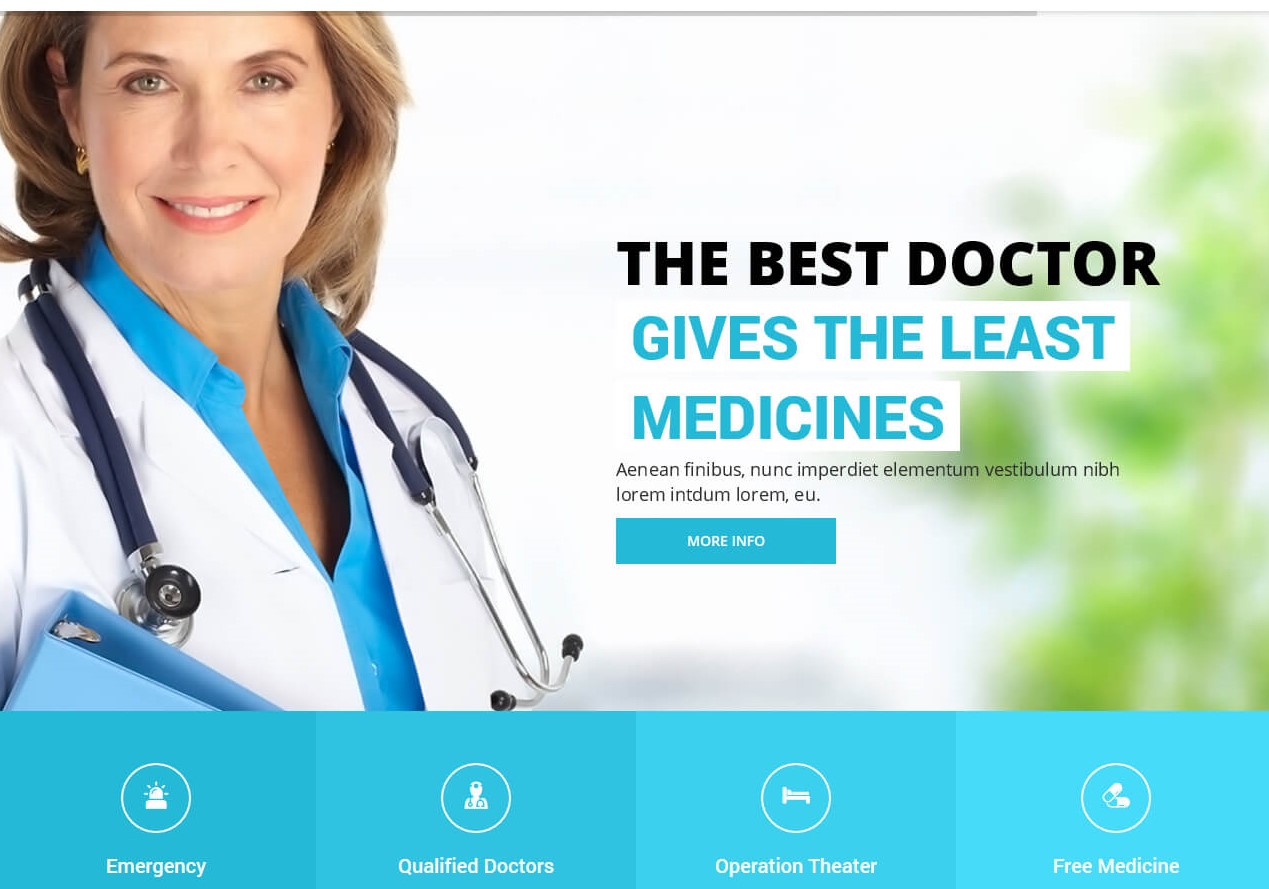 THE BEST DOCTOR
GIVES THE LEAST
MEDICINES
Aenean finibus, nunc imperdiet elementum vestibulum nibh
lorem intdum lorem, eu.
MORE INFO
Emergency
Qualified Doctors
Operation Theater
Free Medicine